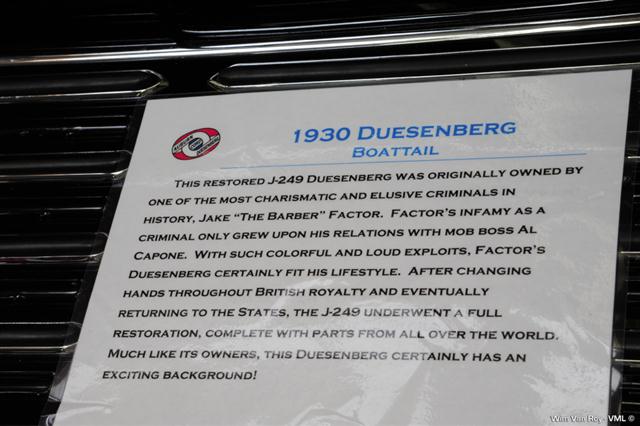 1930 Duesenberg
Boattail
This restored J-249 Duesenberg was originally owned by
one of the most charismatic and elusive criminals in
history, Jake "The Barber" Factor. Factor's infamy as a
criminal only grew upon his relations with mob boss Al
Capone. With such colorful and loud exploits, Factor's
Duesenberg certainly fit his lifestyle. After changing
hands throughout British royalty and eventually
returning to the States, the J-249 underwent a full
restoration, complete with parts from all over the world.
Much like its owners, this Duesenberg certainly has an
exciting background!
Wim Van Roy - VML ©